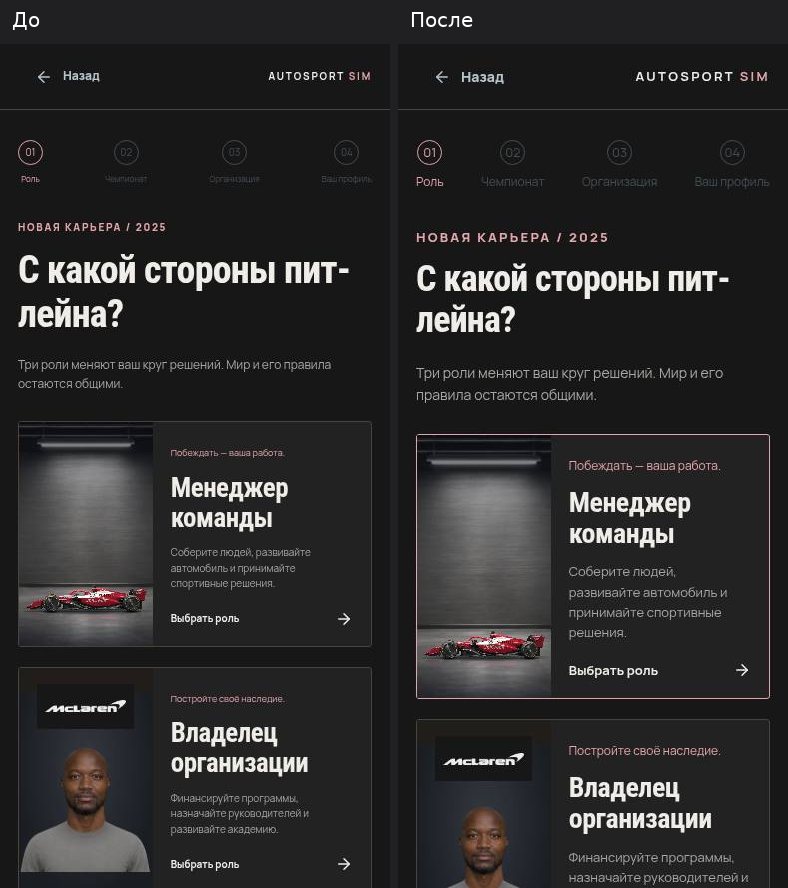 До
Назад
AUTOSPORT SIM
01
02
03
04
Роль
Чемпионат
Организация
Ваш профиль
НОВАЯ КАРЬЕРА / 2025
С какой стороны пит-
лейна?
Три роли меняют ваш круг решений. Мир и его правила
остаются общими.
Побеждать — ваша работа.
Менеджер
команды
Соберите людей, развивайте
автомобиль и принимайте
спортивные решения.
Выбрать роль
McLaren
Постройте своё наследие.
Владелец
организации
Финансируйте программы,
назначайте руководителей и
развивайте академию.
Выбрать роль
После
Назад
AUTOSPORT SIM
01
02
03
04
Роль
Чемпионат
Организация
Ваш профиль
НОВАЯ КАРЬЕРА / 2025
С какой стороны пит-
лейна?
Три роли меняют ваш круг решений. Мир и его
правила остаются общими.
Побеждать — ваша работа.
Менеджер
команды
Соберите людей,
развивайте автомобиль и
принимайте спортивные
решения.
Выбрать роль
McLaren
Постройте своё наследие.
Владелец
организации
Финансируйте программы,
назначайте руководителей и